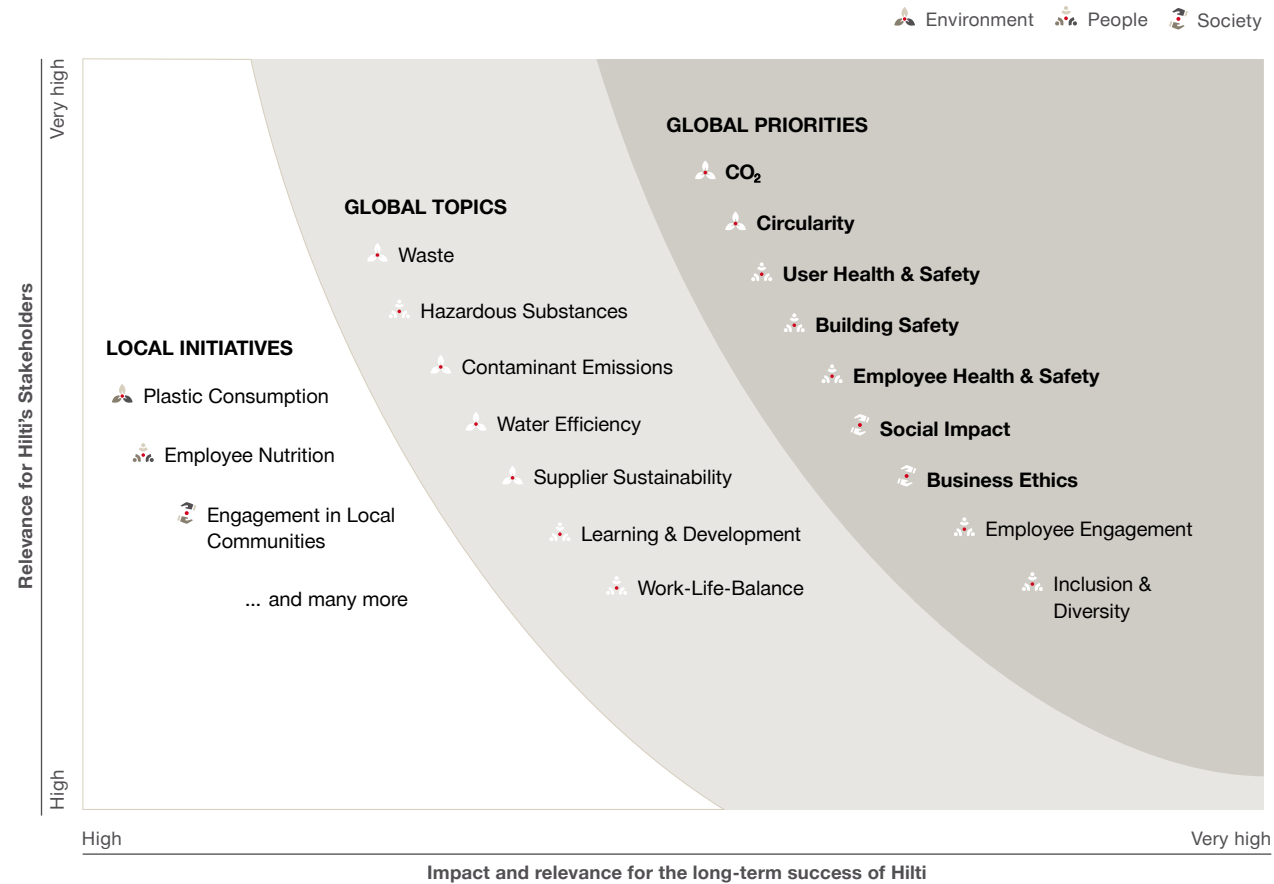 Environment People Society
Very high
High
Relevance for Hilti's Stakeholders
LOCAL INITIATIVES
Plastic Consumption
Employee Nutrition
Engagement in Local
Communities
... and many more
GLOBAL TOPICS
Waste
Hazardous Substances
Contaminant Emissions
Water Efficiency
Supplier Sustainability
Learning & Development
Work-Life-Balance
GLOBAL PRIORITIES
CO₂
Circularity
User Health & Safety
Building Safety
Employee Health & Safety
Social Impact
Business Ethics
Employee Engagement
Inclusion &
Diversity
High Very high
Impact and relevance for the long-term success of Hilti